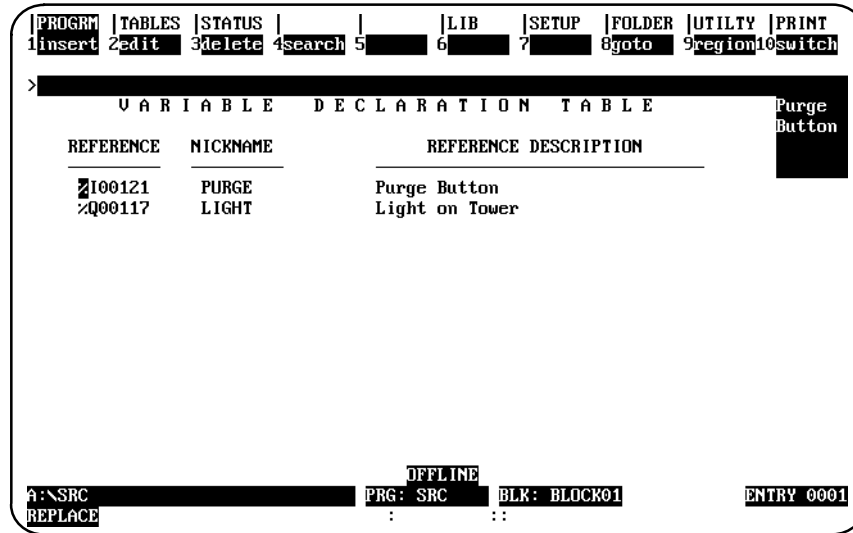 |PROGRM |TABLES |STATUS | | |LIB |SETUP |FOLDER |UTILTY |PRINT
1insert 2edit 3delete 4search 5 6 7 8goto 9region10switch
>
VARIABLE DECLARATION TABLE Purge
Button
REFERENCE NICKNAME REFERENCE DESCRIPTION
%I00121 PURGE Purge Button
%Q00117 LIGHT Light on Tower
OFFLINE
A:\SRC PRG: SRC BLK: BLOCK01 ENTRY 0001
REPLACE : ::